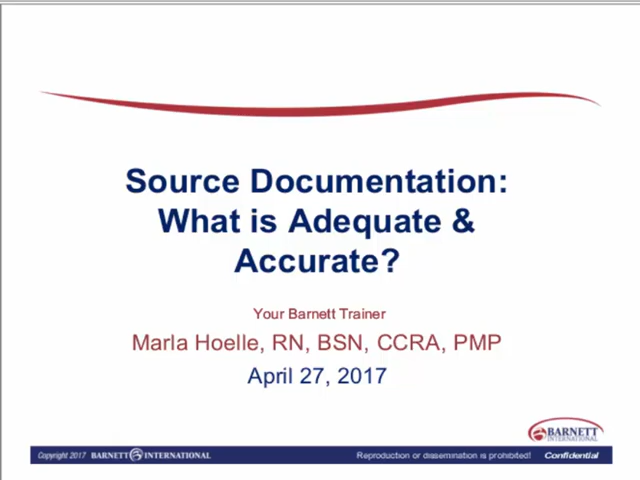 Source Documentation:
What is Adequate &
Accurate?
Your Barnett Trainer
Marla Hoelle, RN, BSN, CCRA, PMP
April 27, 2017
BARNETT
INTERNATIONAL
Copyright 2017 BARNETT INTERNATIONAL Reproduction or dissemination is prohibited! Confidential